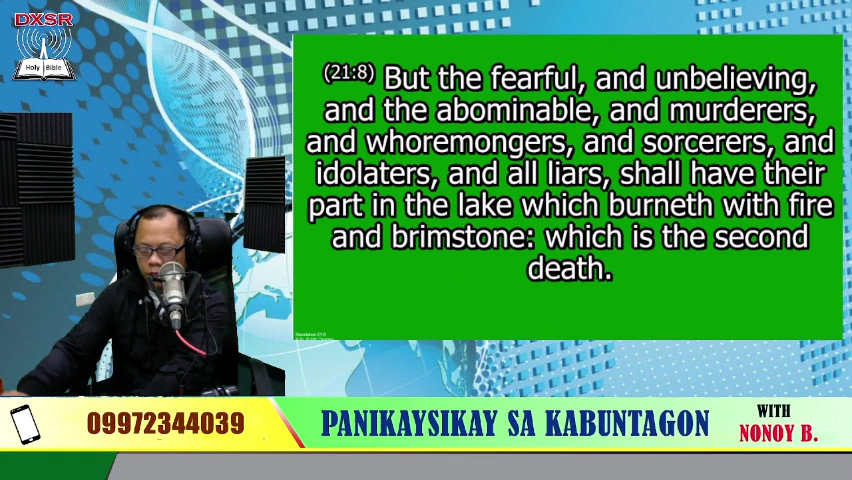 DXSR
Holy Bible
(21:8) But the fearful, and unbelieving,
and the abominable, and murderers,
and whoremongers, and sorcerers, and
idolaters, and all liars, shall have their
part in the lake which burneth with fire
and brimstone: which is the second
death.
09972344039
PANIKAYSIKAY SA KABUNTAGON
WITH
NONOY B.